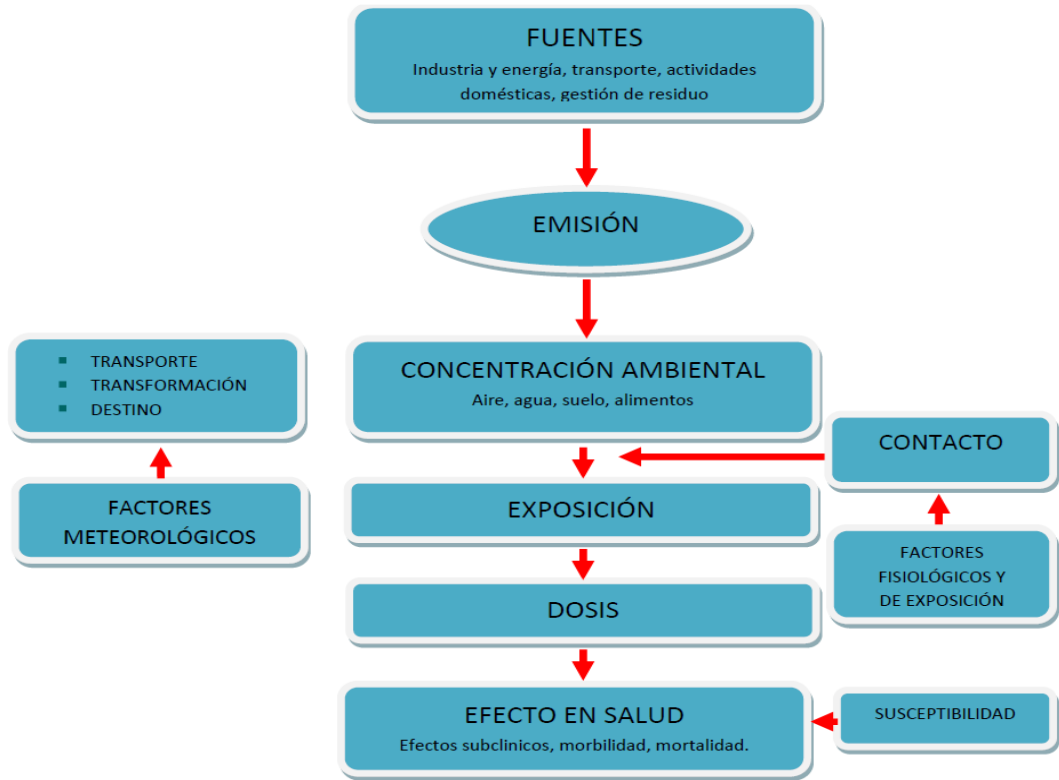 FUENTES
Industria y energía, transporte, actividades
domésticas, gestión de residuo
EMISIÓN
TRANSPORTE
TRANSFORMACIÓN
DESTINO
CONCENTRACIÓN AMBIENTAL
Aire, agua, suelo, alimentos
CONTACTO
FACTORES
METEOROLÓGICOS
EXPOSICIÓN
FACTORES
FISIOLÓGICOS Y
DE EXPOSICIÓN
DOSIS
EFECTO EN SALUD
Efectos subclinicos, morbilidad, mortalidad.
SUSCEPTIBILIDAD